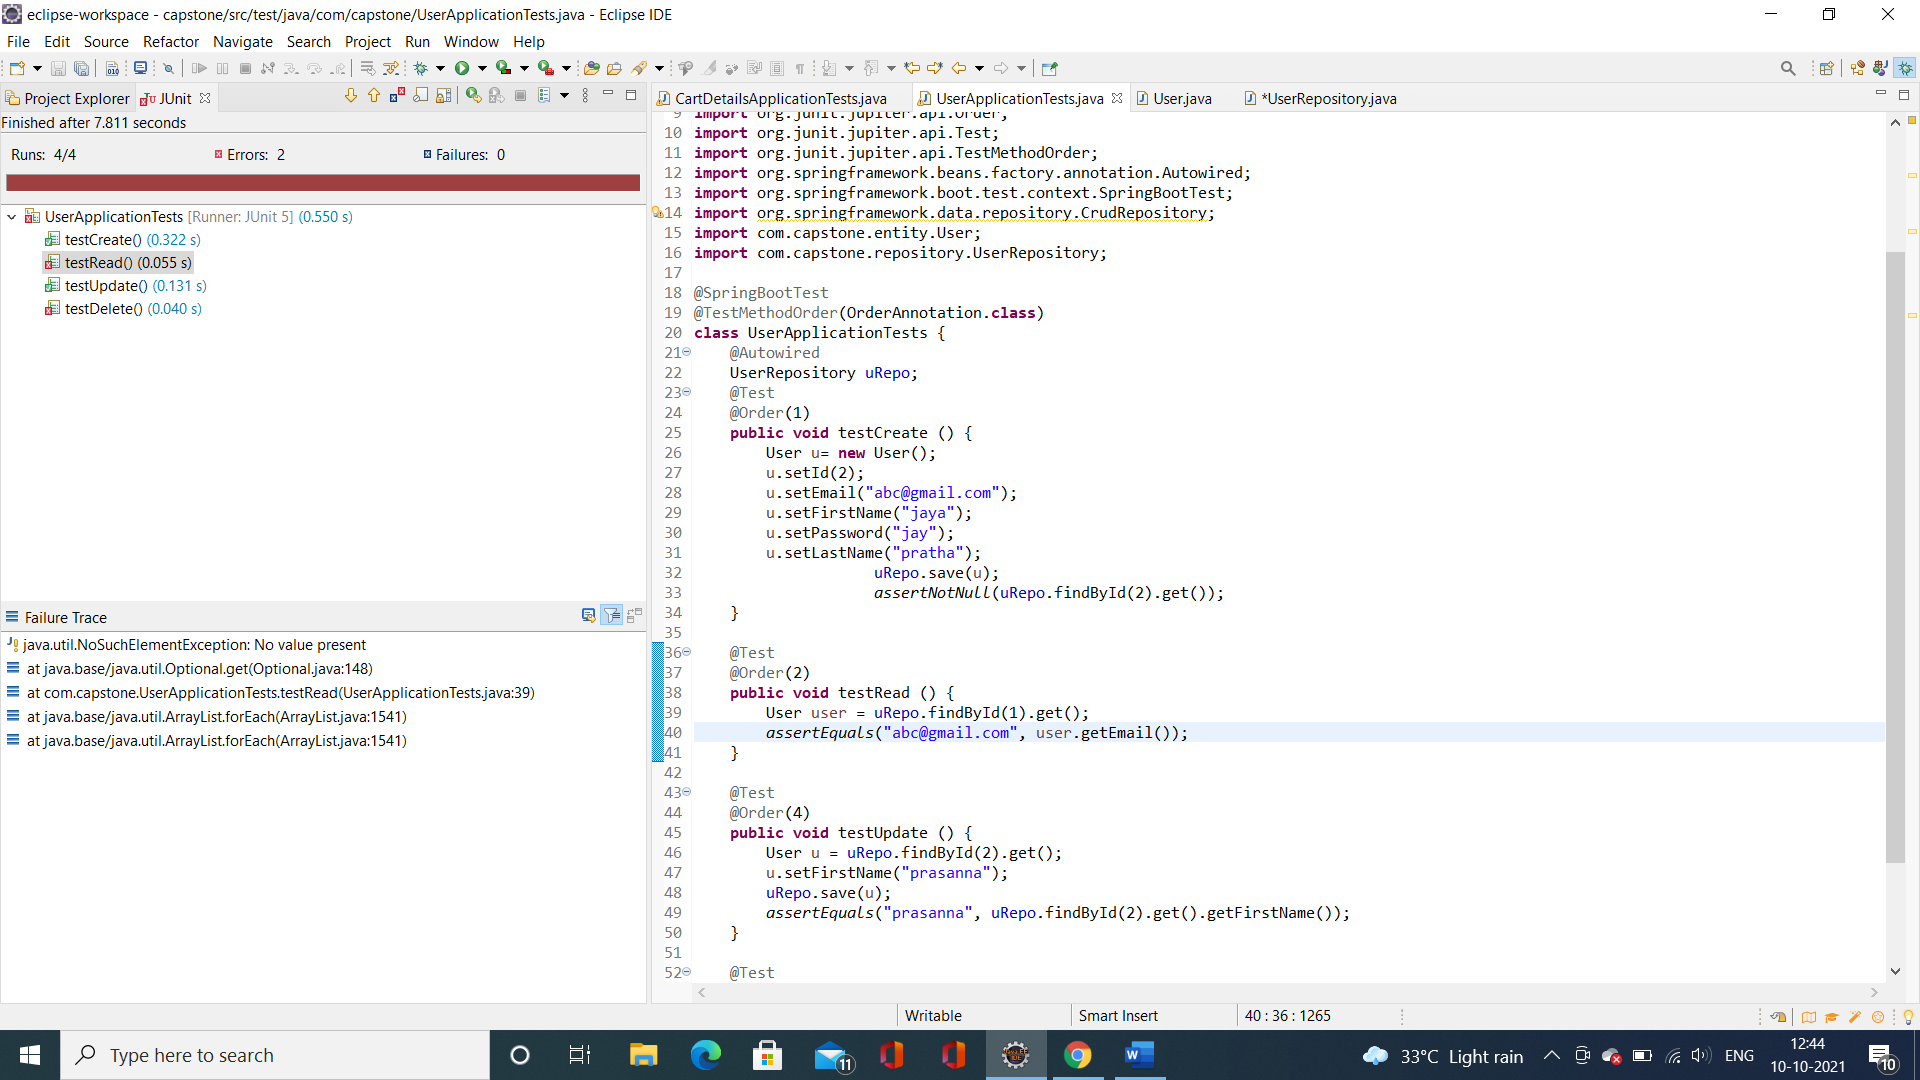 eclipse-workspace - capstone/src/test/java/com/capstone/UserApplicationTests.java - Eclipse IDE
File Edit Source Refactor Navigate Search Project Run Window Help
Project Explorer JUnit
Finished after 7.811 seconds
Runs: 4/4 Errors: 2 Failures: 0
UserApplicationTests [Runner: JUnit 5] (0.550 s)
testCreate() (0.322 s)
testRead() (0.055 s)
testUpdate() (0.131 s)
testDelete() (0.040 s)
Failure Trace
java.util.NoSuchElementException: No value present
at java.base/java.util.Optional.get(Optional.java:148)
at com.capstone.UserApplicationTests.testRead(UserApplicationTests.java:39)
at java.base/java.util.ArrayList.forEach(ArrayList.java:1541)
at java.base/java.util.ArrayList.forEach(ArrayList.java:1541)
CartDetailsApplicationTests.java UserApplicationTests.java User.java *UserRepository.java
9 import org.junit.jupiter.api.Order;
10 import org.junit.jupiter.api.Test;
11 import org.junit.jupiter.api.TestMethodOrder;
12 import org.springframework.beans.factory.annotation.Autowired;
13 import org.springframework.boot.test.context.SpringBootTest;
14 import org.springframework.data.repository.CrudRepository;
15 import com.capstone.entity.User;
16 import com.capstone.repository.UserRepository;
17
18 @SpringBootTest
19 @TestMethodOrder(OrderAnnotation.class)
20 class UserApplicationTests {
21 @Autowired
22 UserRepository uRepo;
23 @Test
24 @Order(1)
25 public void testCreate () {
26 User u= new User();
27 u.setId(2);
28 u.setEmail("abc@gmail.com");
29 u.setFirstName("jaya");
30 u.setPassword("jay");
31 u.setLastName("pratha");
32 uRepo.save(u);
33 assertNotNull(uRepo.findById(2).get());
34 }
35
36 @Test
37 @Order(2)
38 public void testRead () {
39 User user = uRepo.findById(1).get();
40 assertEquals("abc@gmail.com", user.getEmail());
41 }
42
43 @Test
44 @Order(4)
45 public void testUpdate () {
46 User u = uRepo.findById(2).get();
47 u.setFirstName("prasanna");
48 uRepo.save(u);
49 assertEquals("prasanna", uRepo.findById(2).get().getFirstName());
50 }
51
52 @Test
Writable Smart Insert 40 : 36 : 1265
Type here to search
11
33°C Light rain ENG 12:44
10-10-2021
10